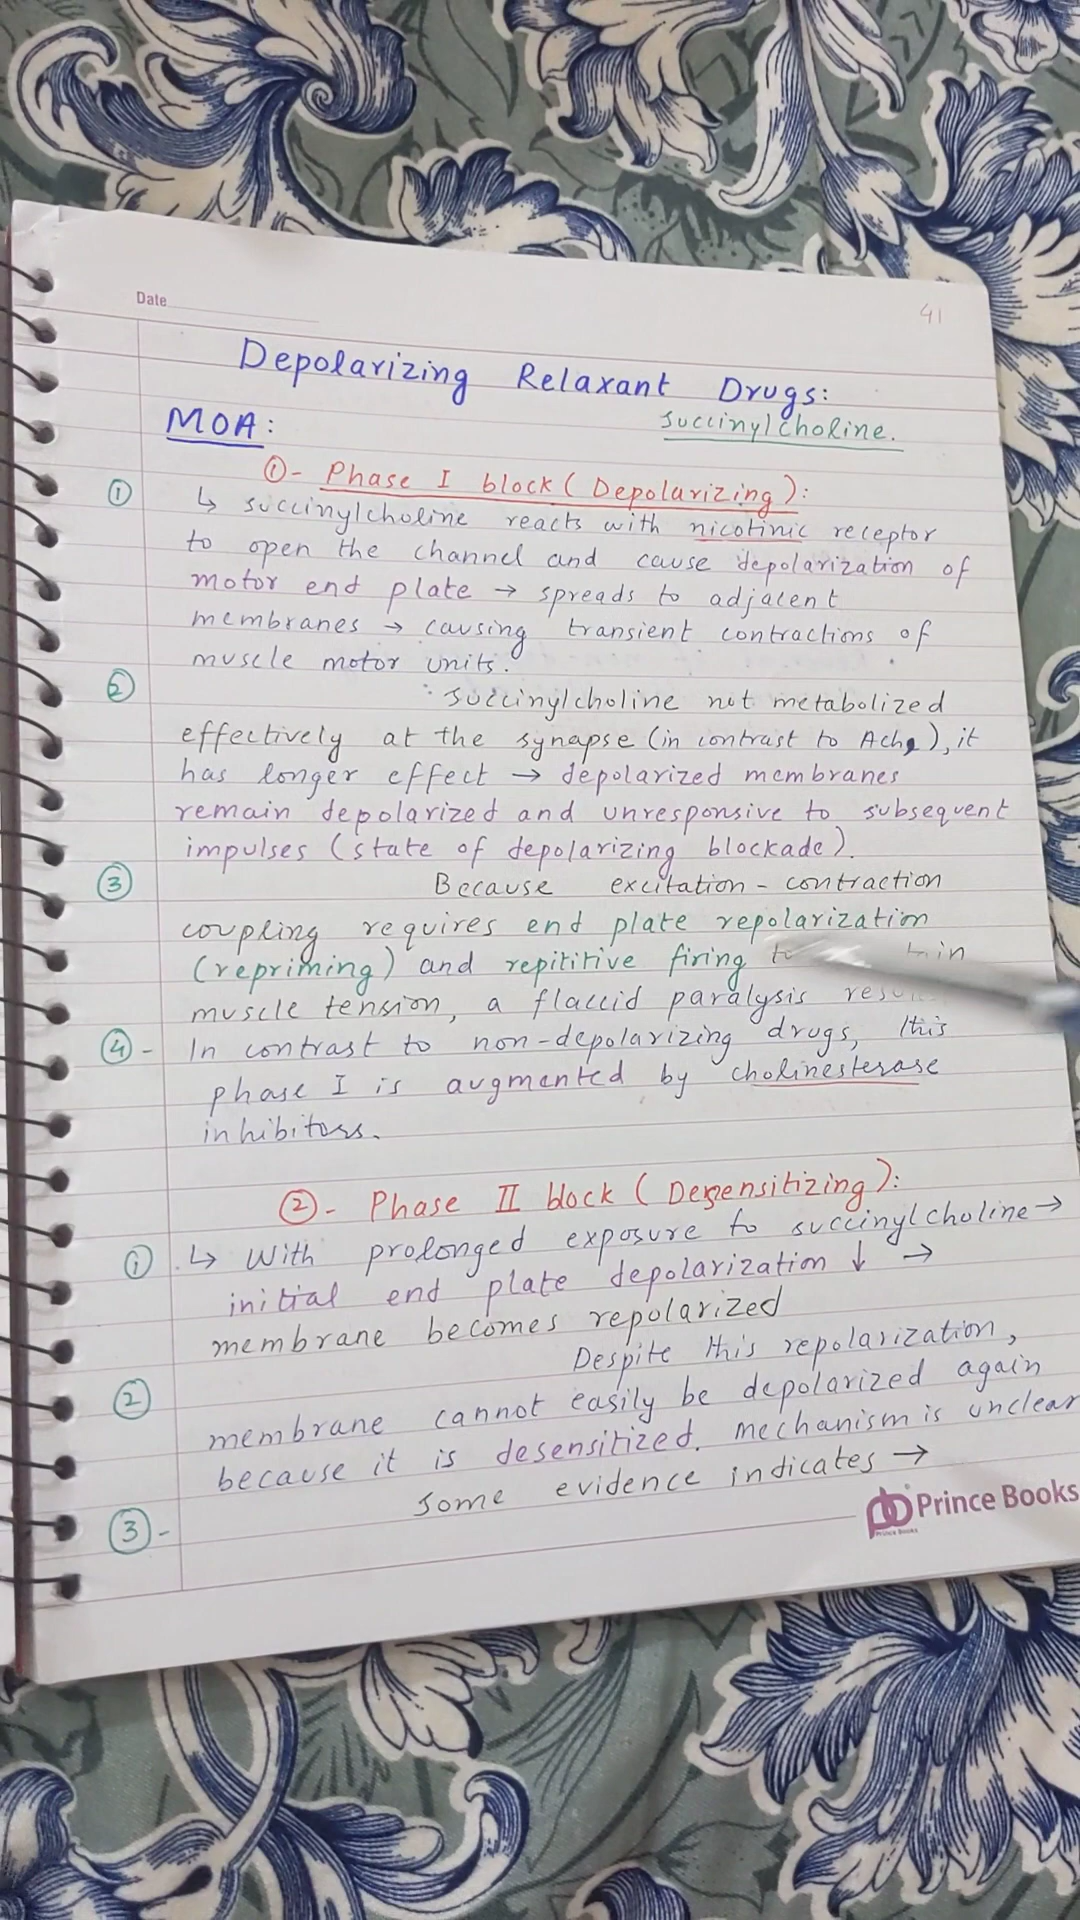 Date
41
Depolarizing Relaxant Drugs:
MOA:
succinylcholine.
①- Phase I block (Depolarizing):
① ↳ succinylcholine reacts with nicotinic receptor
to open the channel and cause depolarization of
motor end plate → spreads to adjacent
membranes → causing transient contractions of
muscle motor units.
② ∵ succinylcholine not metabolized
effectively at the synapse (in contrast to Ach), it
has longer effect → depolarized membranes
remain depolarized and unresponsive to subsequent
impulses (state of depolarizing blockade).
③ Because excitation - contraction
coupling requires end plate repolarization
(repriming) and repititive firing
muscle tension, a flaccid paralysis
④- In contrast to non-depolarizing drugs, this
phase I is augmented by cholinesterase
inhibitors.
②- Phase II block (Desensitizing):
① ↳ With prolonged exposure to succinylcholine →
initial end plate depolarization ↓ →
membrane becomes repolarized
② Despite this repolarization,
membrane cannot easily be depolarized again
because it is desensitized. mechanism is unclear
③- some evidence indicates →
Prince Books
Prince Books